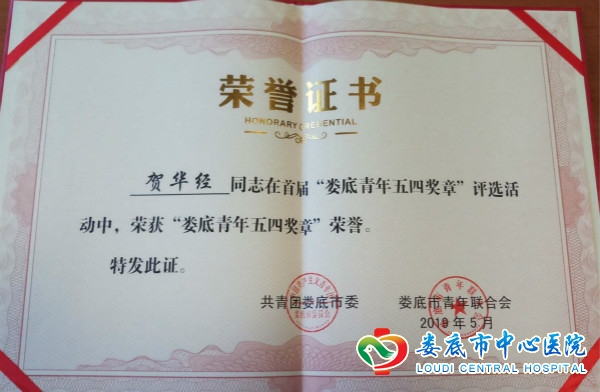 荣誉证书
HONORARY CREDENTIAL
贺华经 同志在首届“娄底青年五四奖章”评选活
动中，荣获“娄底青年五四奖章”荣誉。
特发此证。
共青团娄底市委 娄底市青年联合会
2019年5月
娄底市中心医院
LOUDI CENTRAL HOSPITAL